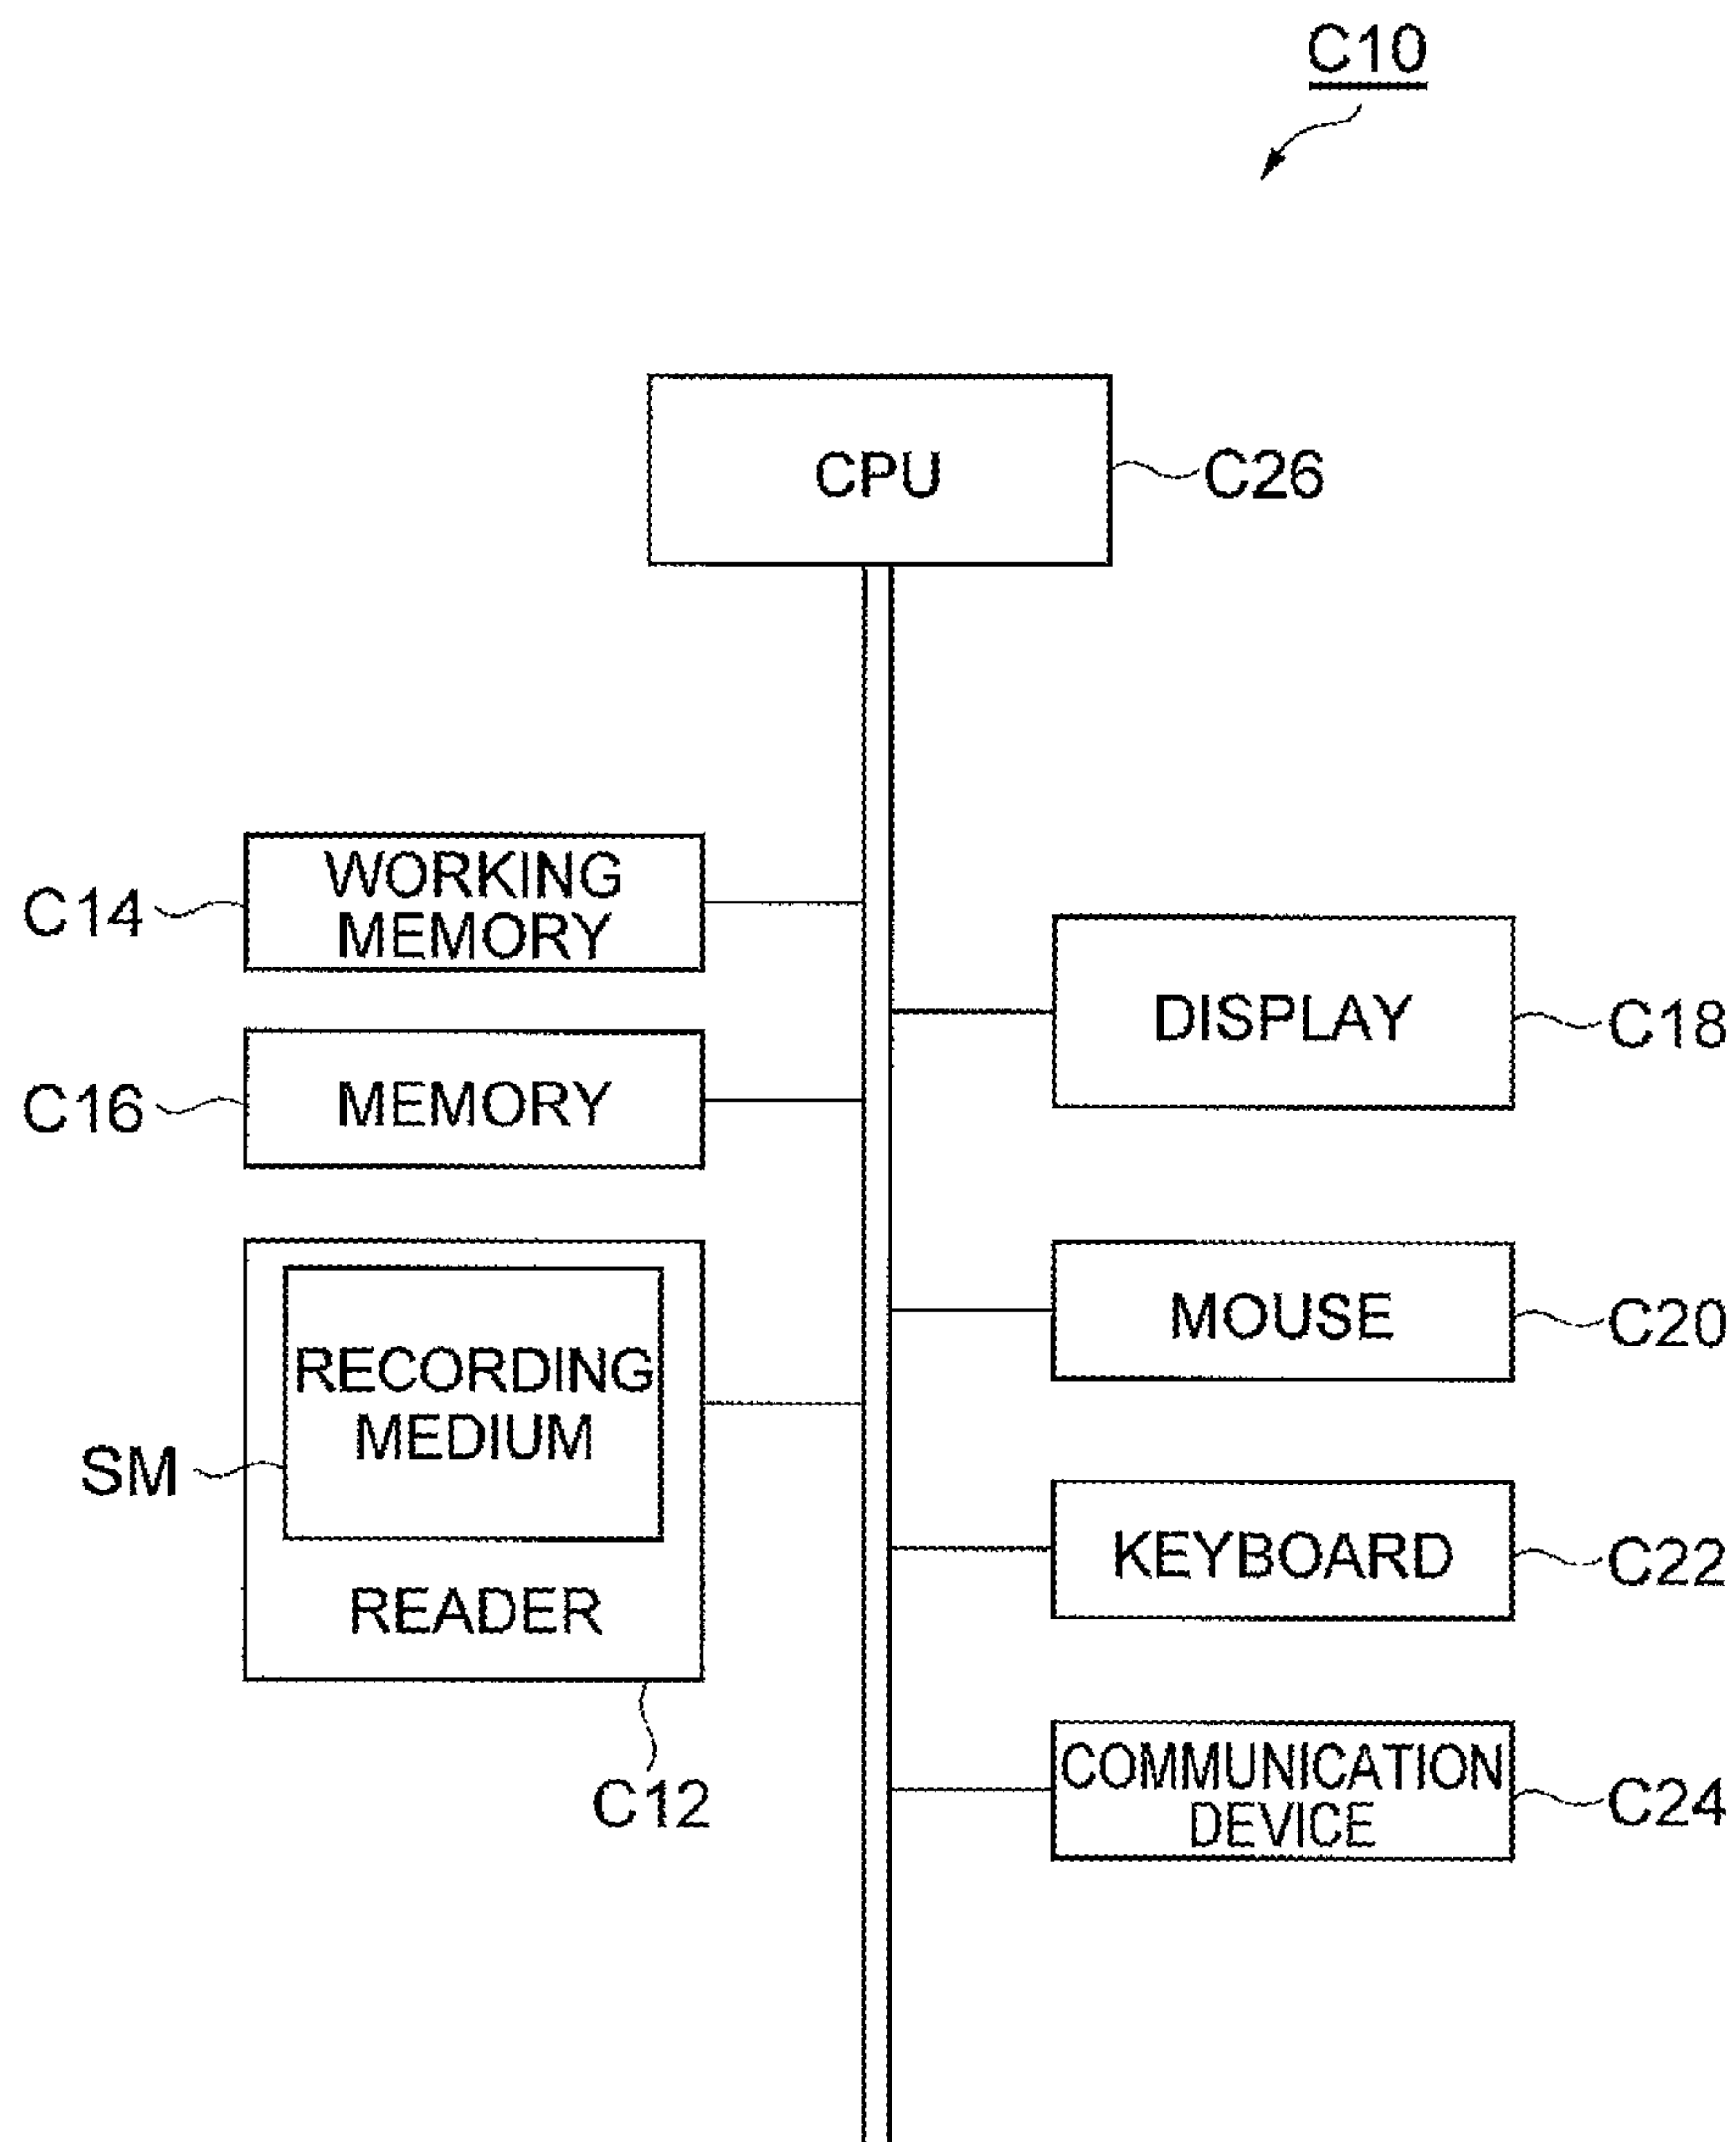 C10
CPU
C26
WORKING
MEMORY
C14
DISPLAY
C18
MEMORY
C16
MOUSE
C20
RECORDING
MEDIUM
SM
READER
C12
KEYBOARD
C22
COMMUNICATION
DEVICE
C24